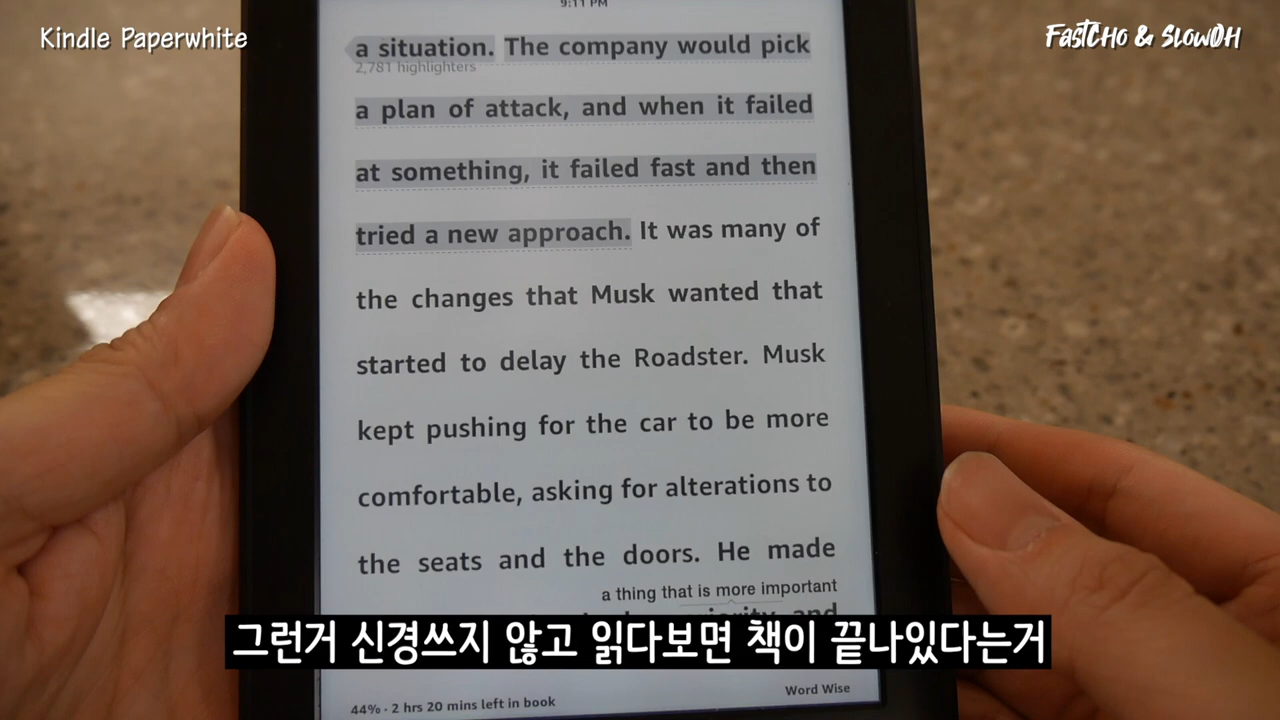 Kindle Paperwhite
FastCho & SlowOH
9:11 PM
a situation. The company would pick
2,781 highlighters
a plan of attack, and when it failed
at something, it failed fast and then
tried a new approach. It was many of
the changes that Musk wanted that
started to delay the Roadster. Musk
kept pushing for the car to be more
comfortable, asking for alterations to
the seats and the doors. He made
a thing that is more important
and
그런거 신경쓰지 않고 읽다보면 책이 끝나있다는거
Word Wise
44% · 2 hrs 20 mins left in book